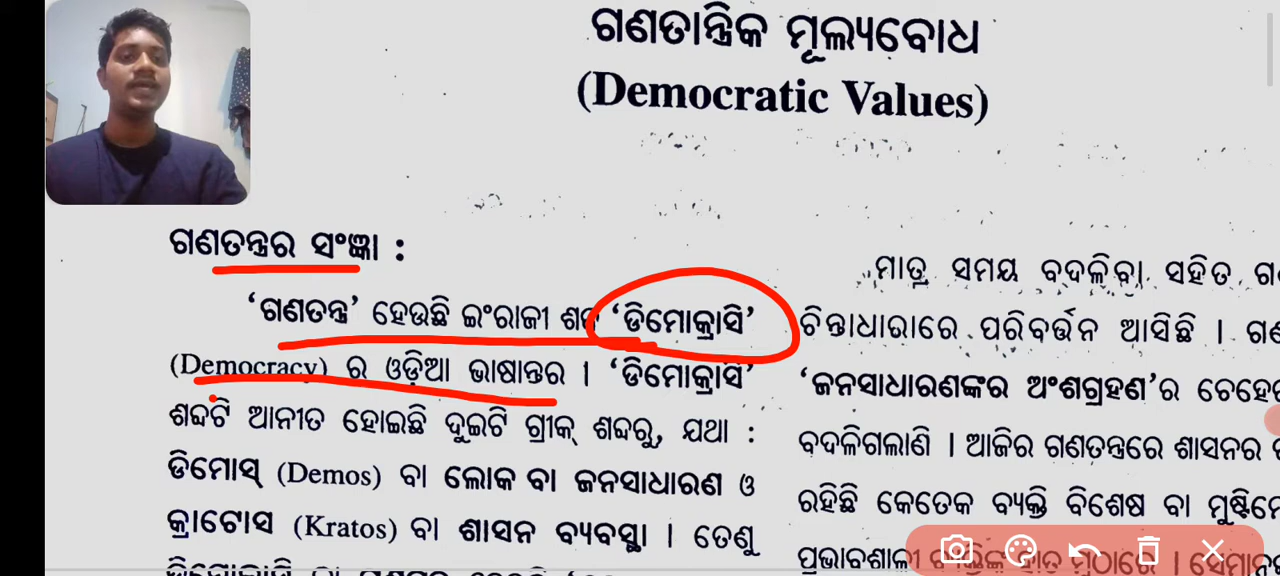 ଗଣତାନ୍ତ୍ରିକ ମୂଲ୍ୟବୋଧ
(Democratic Values)
ଗଣତନ୍ତ୍ରର ସଂଜ୍ଞା :
‘ଗଣତନ୍ତ୍ର’ ହେଉଛି ଇଂରାଜୀ ଶବ୍ଦ ‘ଡିମୋକ୍ରାସି’
(Democracy) ର ଓଡ଼ିଆ ଭାଷାନ୍ତର । ‘ଡିମୋକ୍ରାସି’
ଶବ୍ଦଟି ଆନୀତ ହୋଇଛି ଦୁଇଟି ଗ୍ରୀକ୍ ଶବ୍ଦରୁ, ଯଥା :
ଡିମୋସ୍ (Demos) ବା ଲୋକ ବା ଜନସାଧାରଣ ଓ
କ୍ରାଟୋସ (Kratos) ବା ଶାସନ ବ୍ୟବସ୍ଥା । ତେଣୁ
ମାତ୍ର ସମୟ ବଦଳିବା ସହିତ
ଚିନ୍ତାଧାରାରେ ପରିବର୍ତ୍ତନ ଆସିଛି ।
‘ଜନସାଧାରଣଙ୍କର ଅଂଶଗ୍ରହଣ’ର
ବଦଳିଗଲାଣି । ଆଜିର ଗଣତନ୍ତ୍ରରେ ଶାସନର
ରହିଛି କେତେକ ବ୍ୟକ୍ତି ବିଶେଷ ବା
ପ୍ରଭାବଶାଳୀ